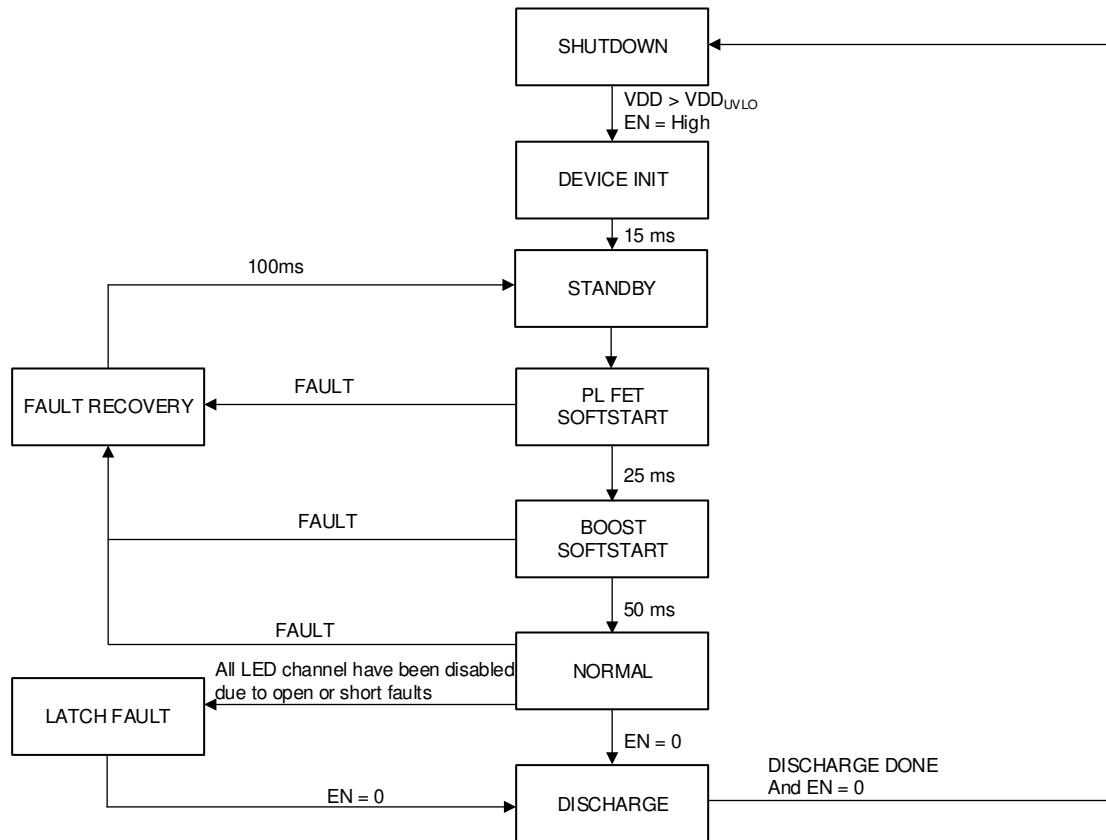 SHUTDOWN
VDD > VDDUVLO
EN = High
DEVICE INIT
15 ms
100ms
STANDBY
FAULT RECOVERY
FAULT
PL FET
SOFTSTART
25 ms
FAULT
BOOST
SOFTSTART
50 ms
FAULT
NORMAL
All LED channel have been disabled
due to open or short faults
LATCH FAULT
EN = 0
DISCHARGE DONE
And EN = 0
EN = 0
DISCHARGE